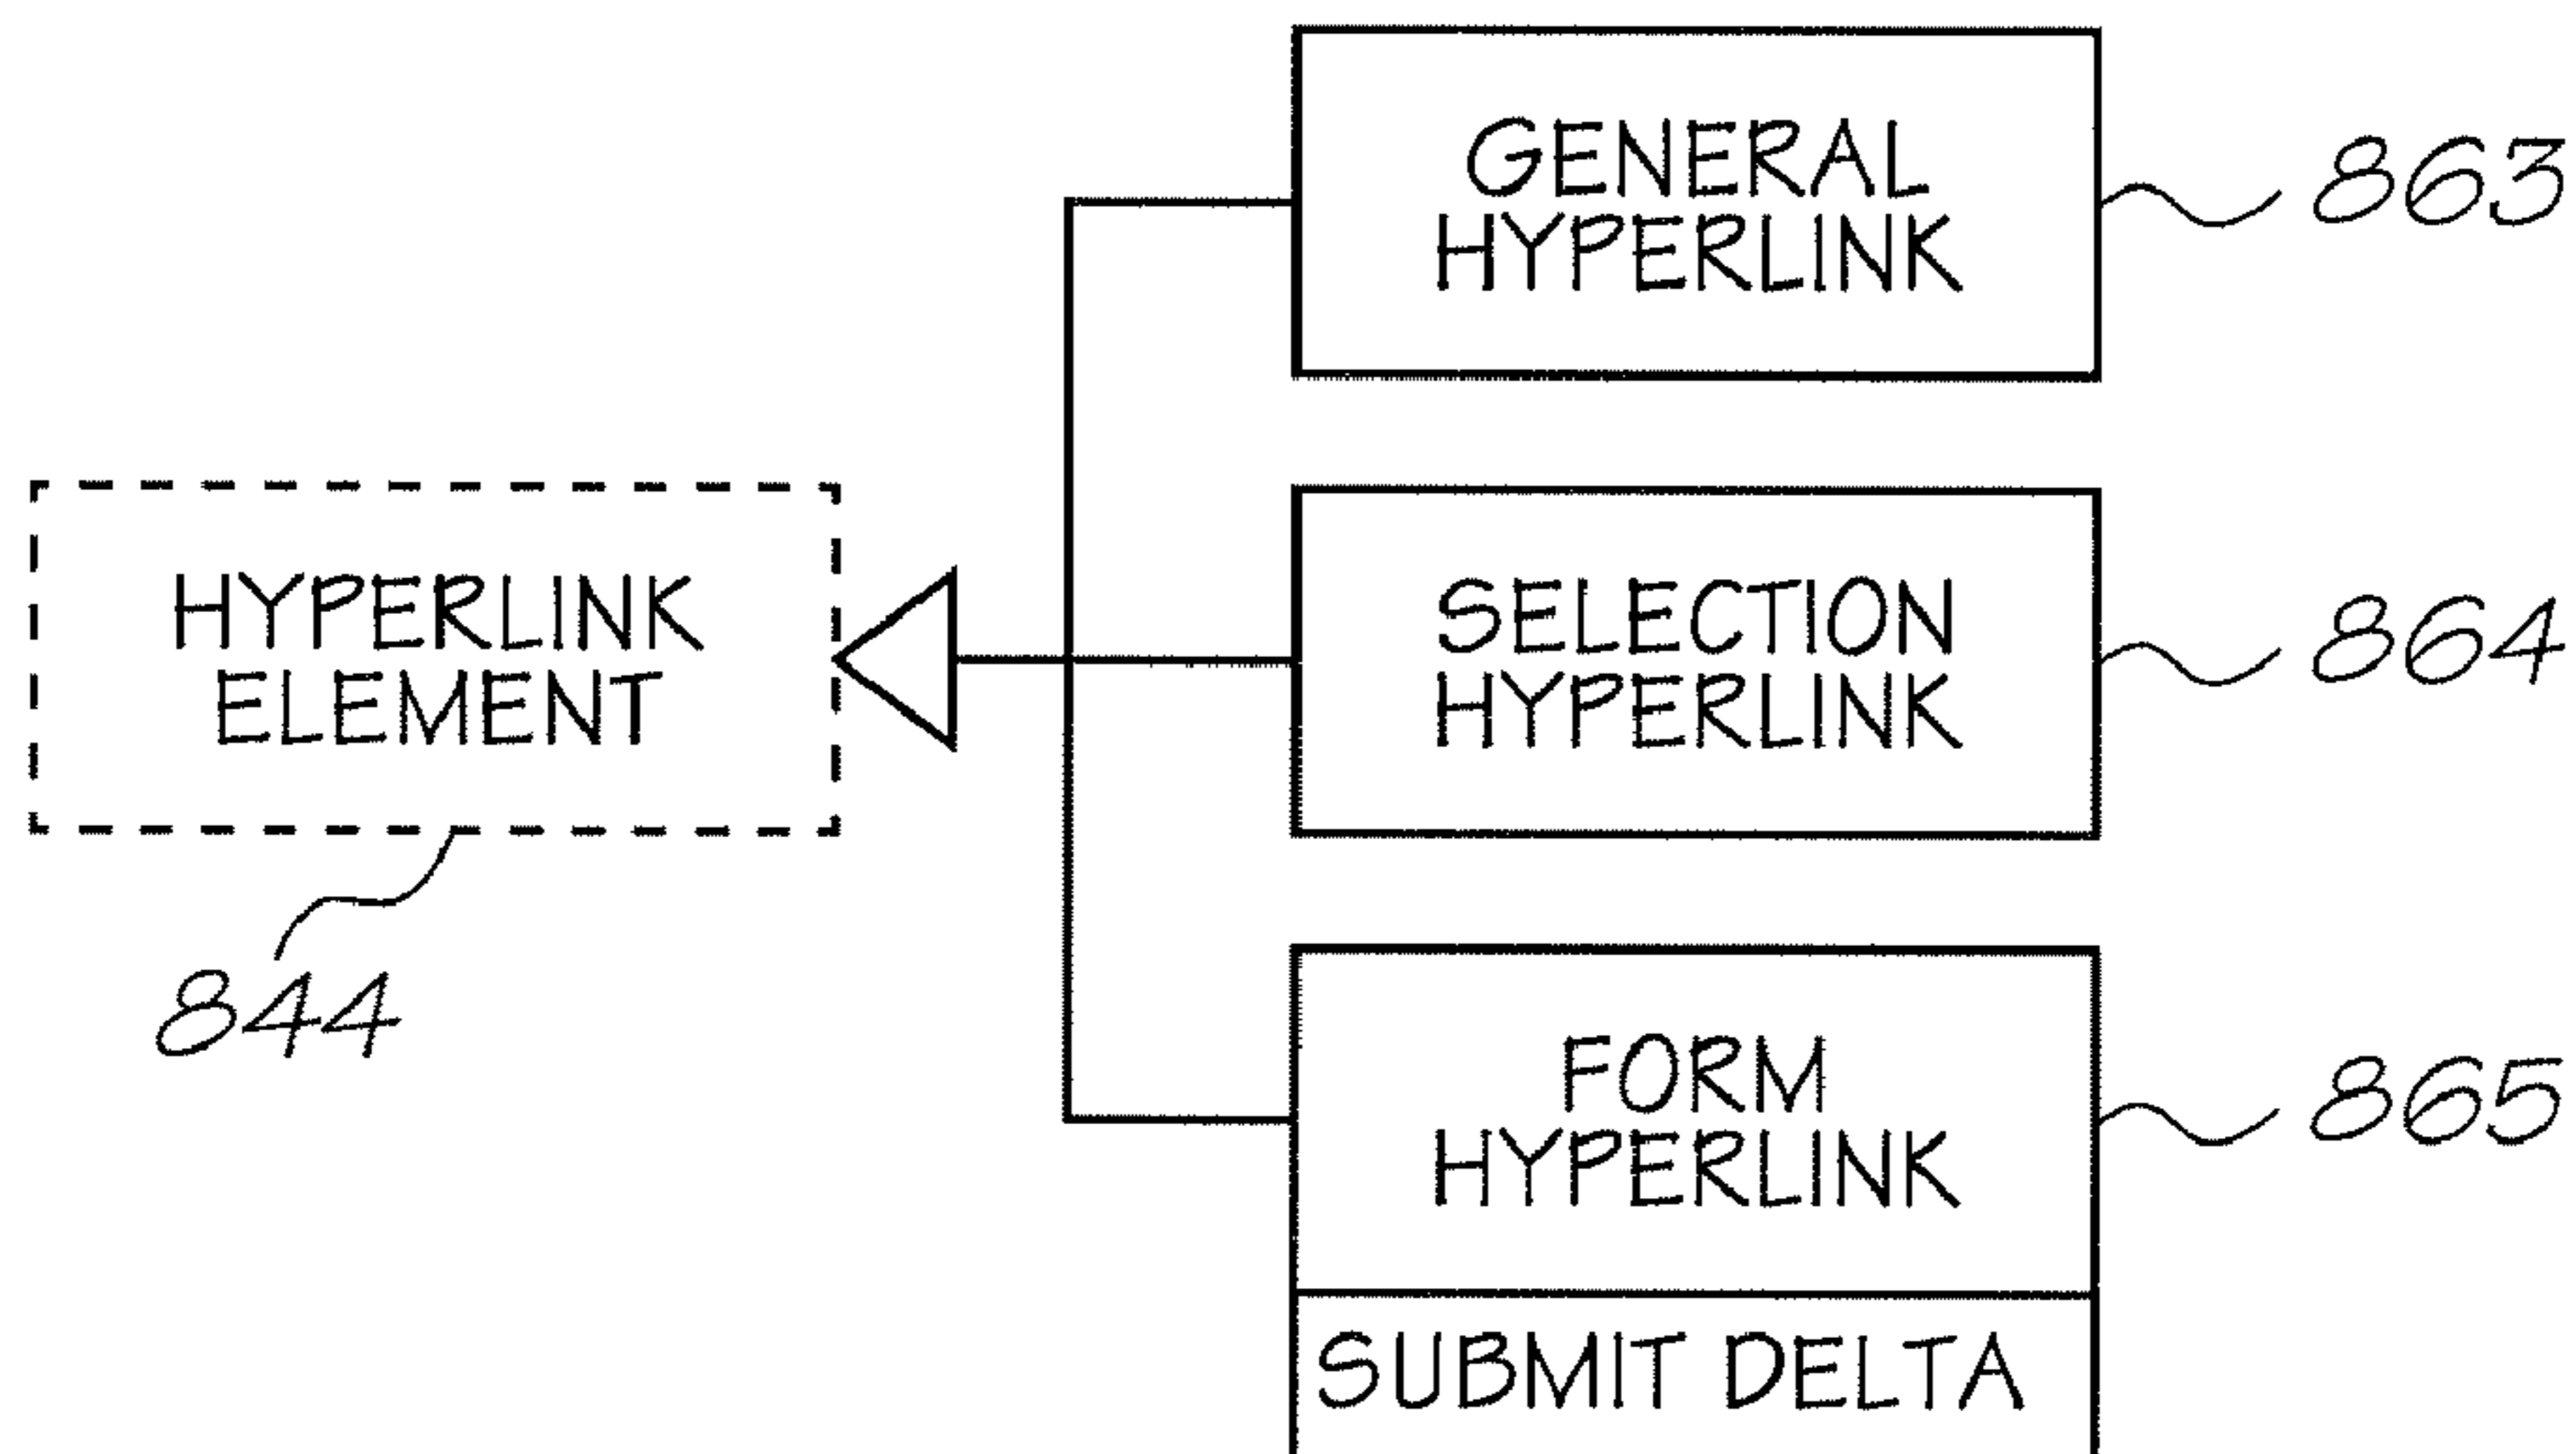 GENERAL
HYPERLINK
863
HYPERLINK
ELEMENT
844
SELECTION
HYPERLINK
864
FORM
HYPERLINK
865
SUBMIT DELTA